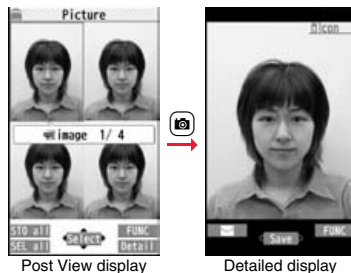 Picture
image 1/ 4
STO all
Select
FUNC
SEL all
Detail
Post View display
icon
Save
FUNC
Detailed display